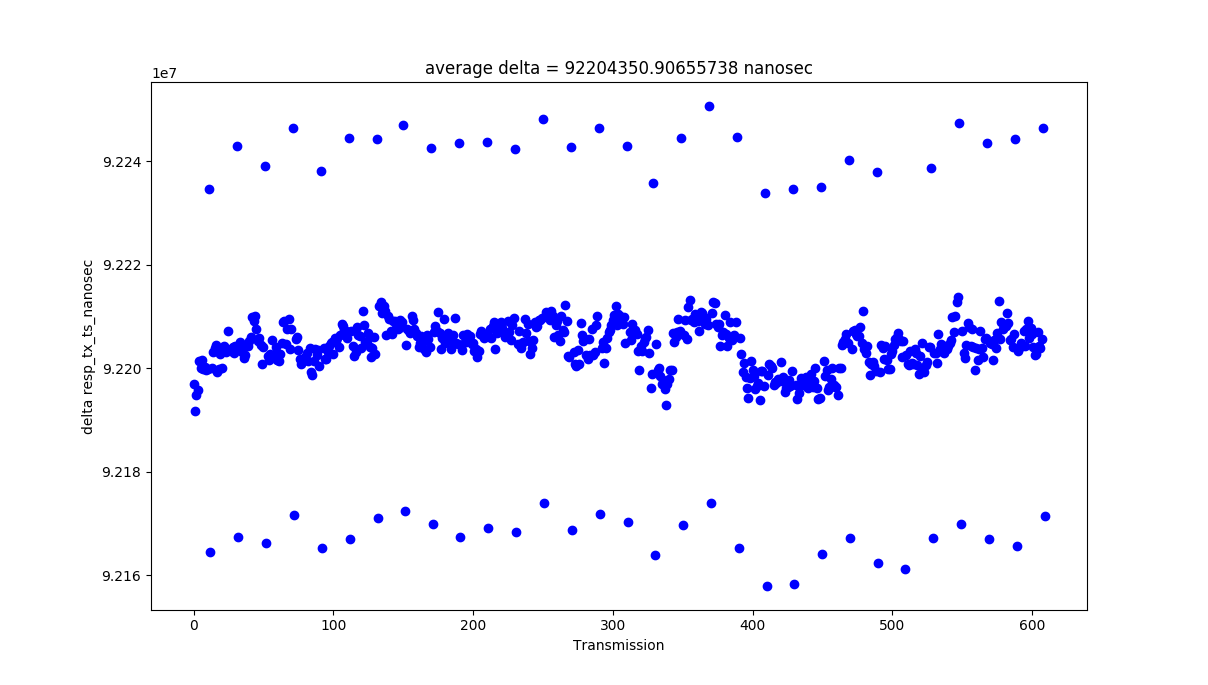 average delta = 92204350.90655738 nanosec
1e7
9.224
9.222
9.220
9.218
9.216
delta resp_tx_ts_nanosec
0 100 200 300 400 500 600
Transmission